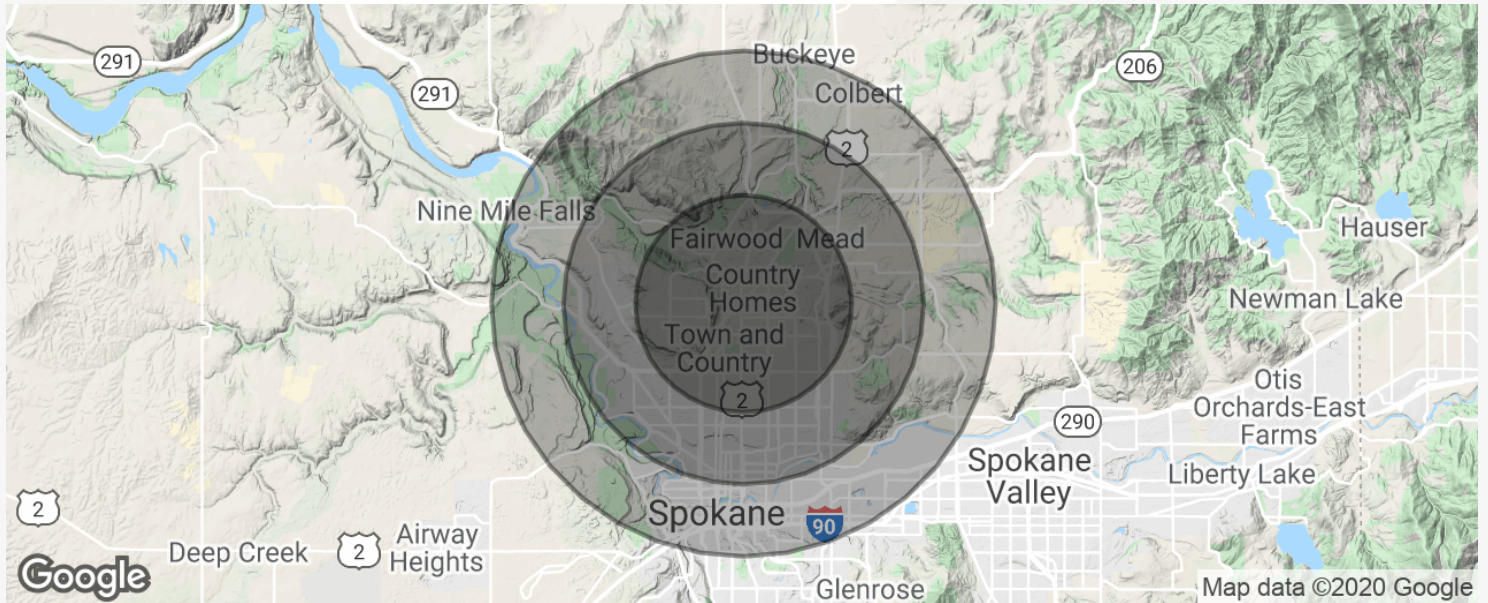 Buckeye
291
206
291
Colbert
2
Nine Mile Falls
Hauser
Fairwood
Mead
Country
Homes
Newman Lake
Town and
Country
Otis
Orchards-East
Farms
2
290
Spokane
Valley
Liberty Lake
2
Spokane
90
Airway
Heights
Deep Creek
2
Google
Glenrose
Map data ©2020 Google